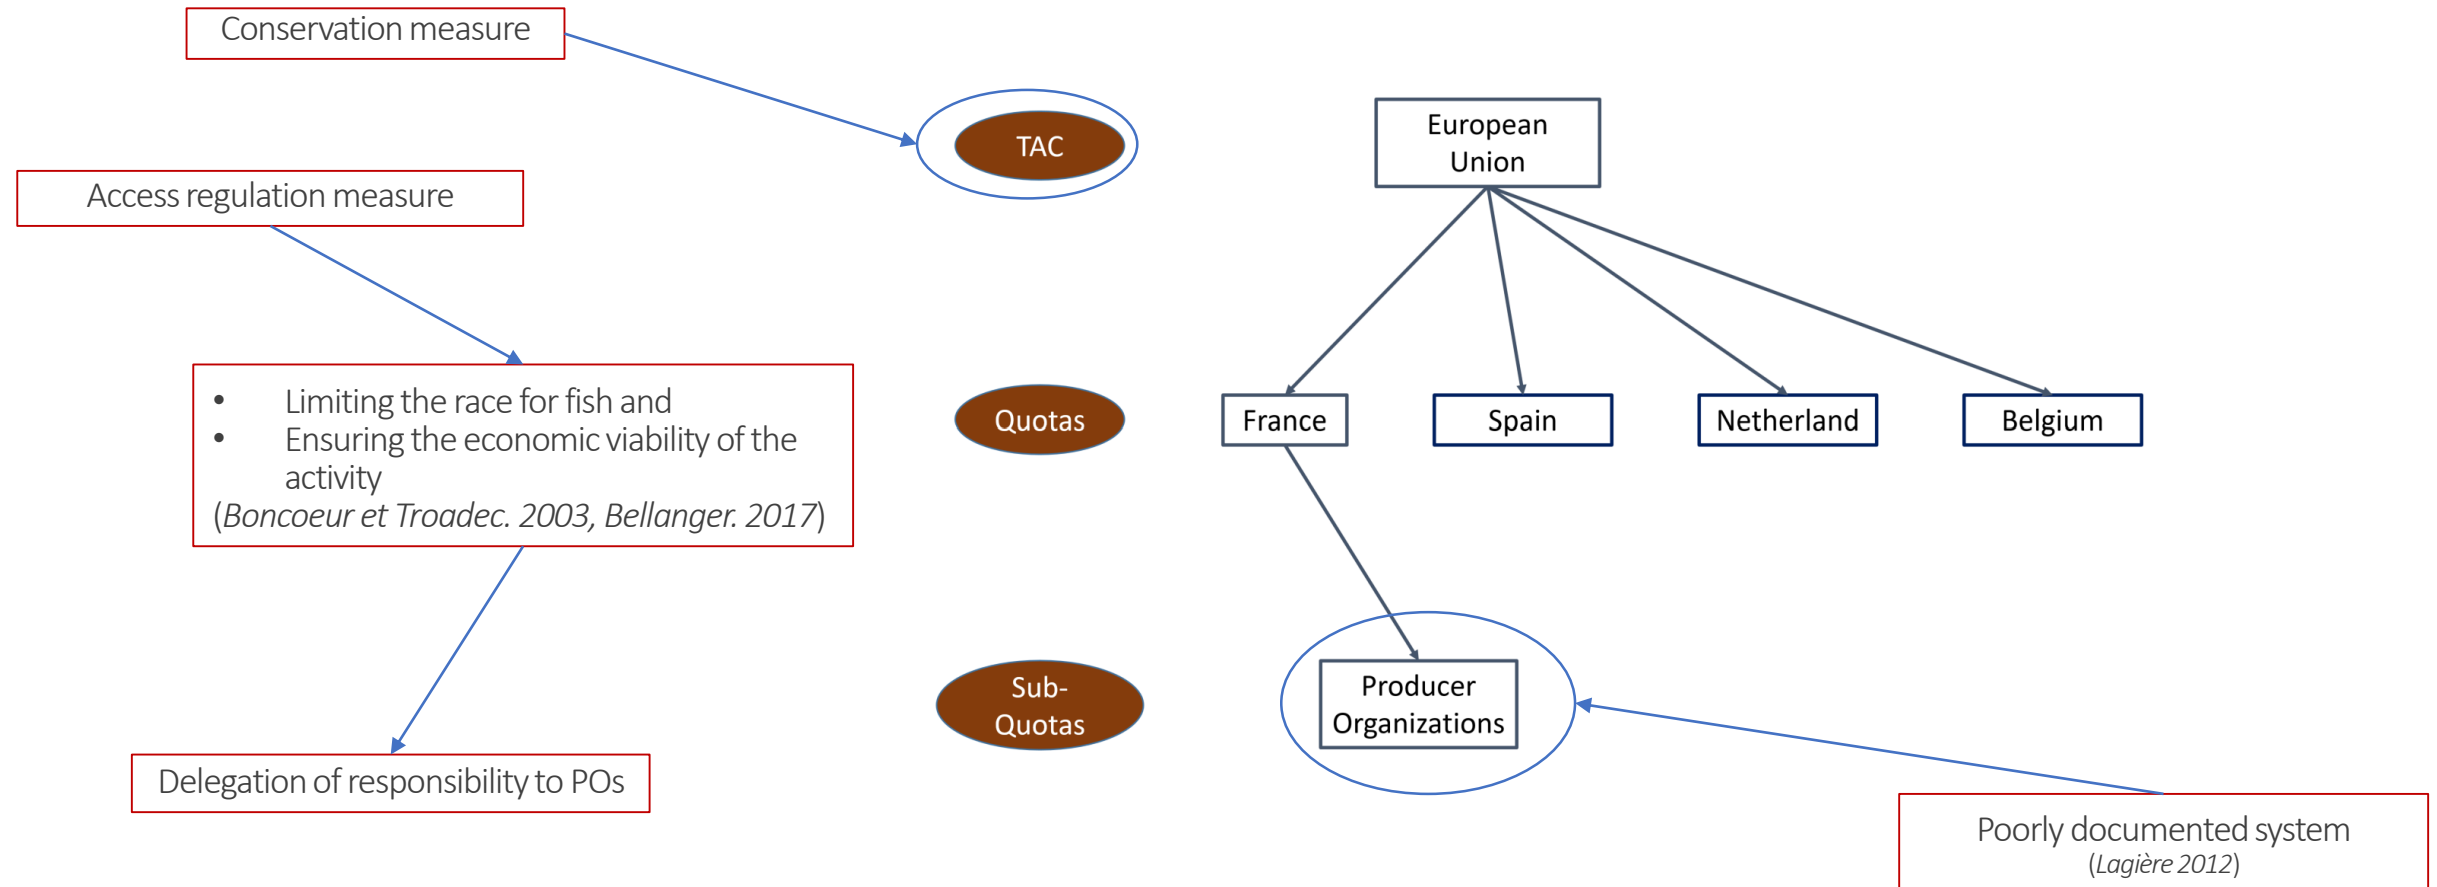 Conservation measure
TAC
European
Union
Access regulation measure
• Limiting the race for fish and
• Ensuring the economic viability of the
activity
(Boncoeur et Troadec. 2003, Bellanger. 2017)
Quotas
France
Spain
Netherland
Belgium
Sub-
Quotas
Producer
Organizations
Delegation of responsibility to POs
Poorly documented system
(Lagière 2012)